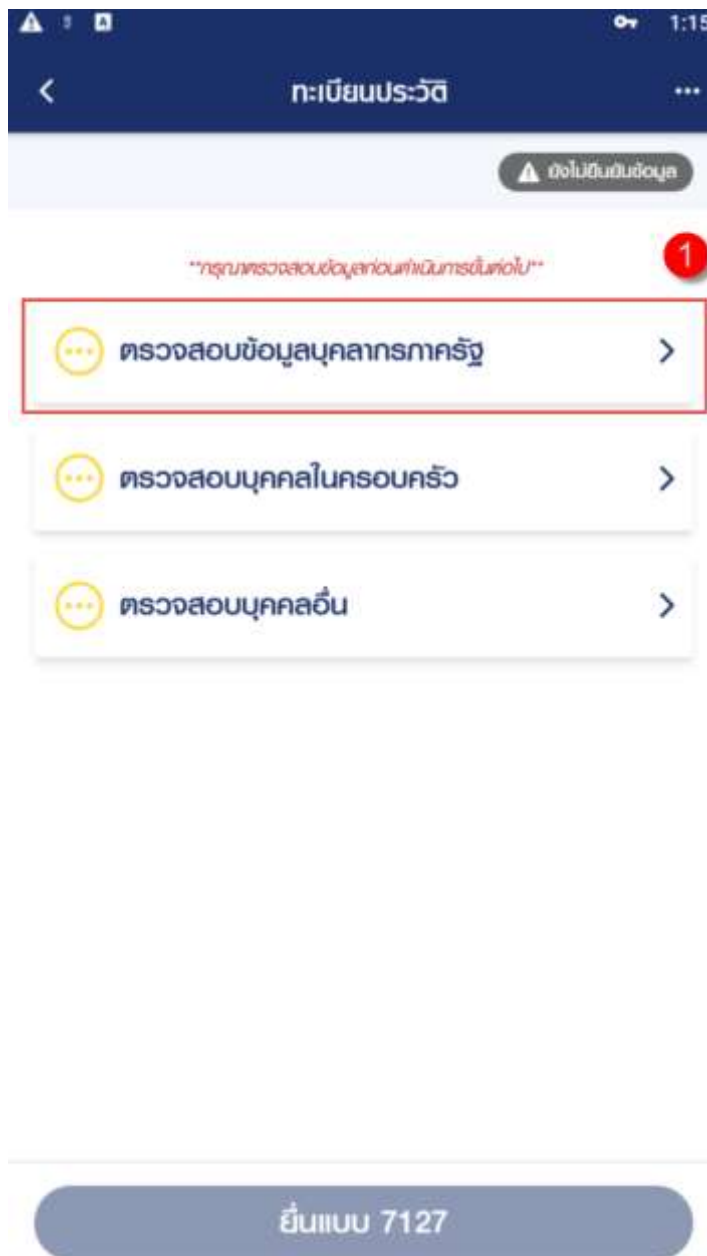 1:15
ทะเบียนประวัติ
ยังไม่ยืนยันข้อมูล
**กรุณาตรวจสอบข้อมูลก่อนดำเนินการขั้นต่อไป**
1
ตรวจสอบข้อมูลบุคลากรภาครัฐ
ตรวจสอบบุคคลในครอบครัว
ตรวจสอบบุคคลอื่น
ยื่นแบบ 7127